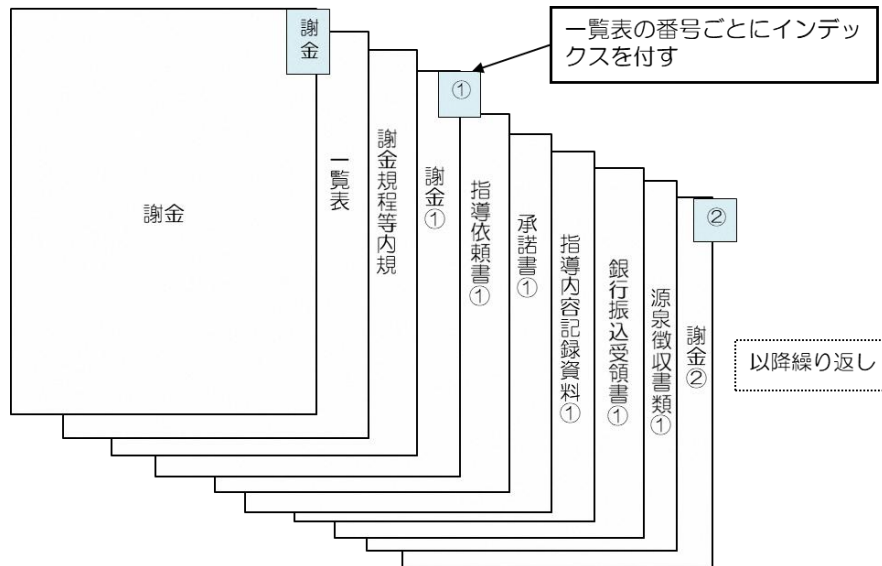 謝金
一覧表の番号ごとにインデッ
クスを付す
謝金
一覧表
謝金規程等内規
①
謝金①
指導依頼書①
承諾書①
指導内容記録資料①
銀行振込受領書①
源泉徴収書類①
②
謝金②
以降繰り返し